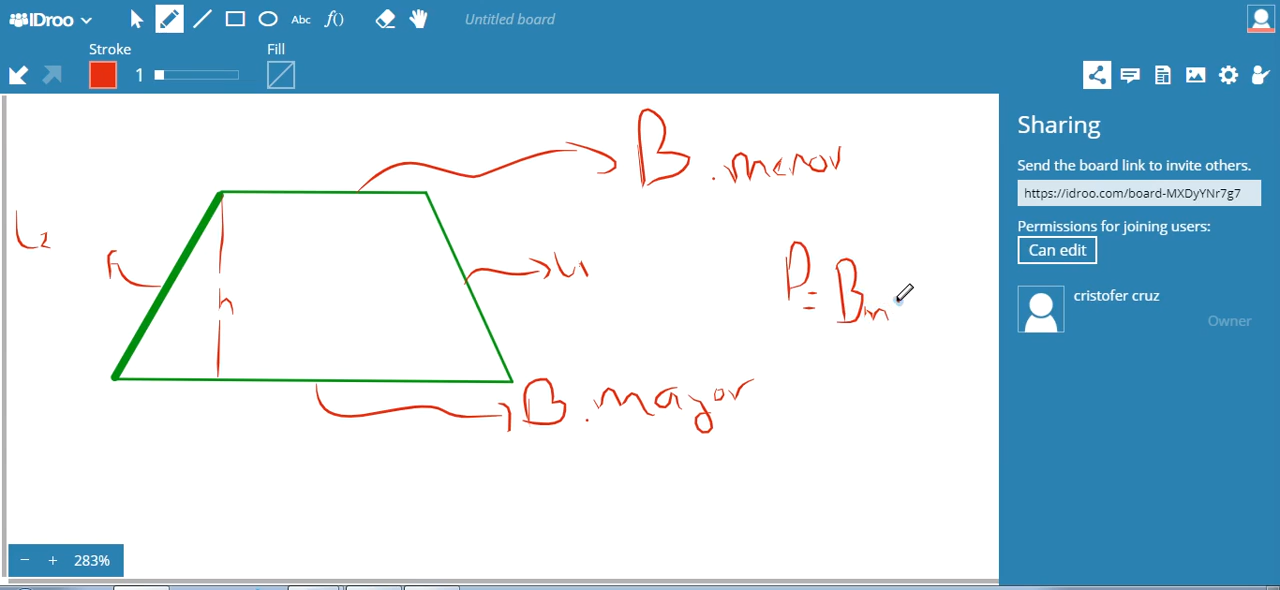 IDroo
Abc
f()
Untitled board
Stroke
1
Fill
B.menor
L2
L1
h
P=Bm
B.mayor
283%
Sharing
Send the board link to invite others.
https://idroo.com/board-MXDyYNr7g7
Permissions for joining users:
Can edit
cristofer cruz
Owner